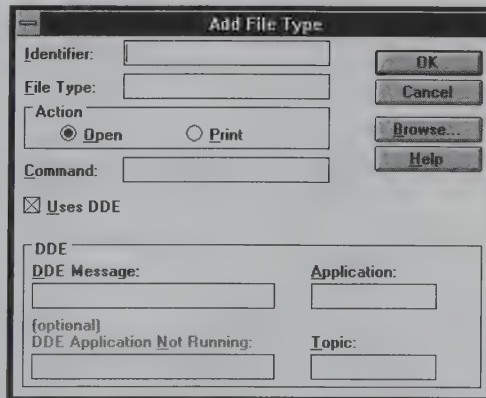 Add File Type
Identifier:
OK
File Type:
Cancel
Action
Open
Print
Browse...
Help
Command:
Uses DDE
DDE
DDE Message:
Application:
(optional)
DDE Application Not Running:
Topic: